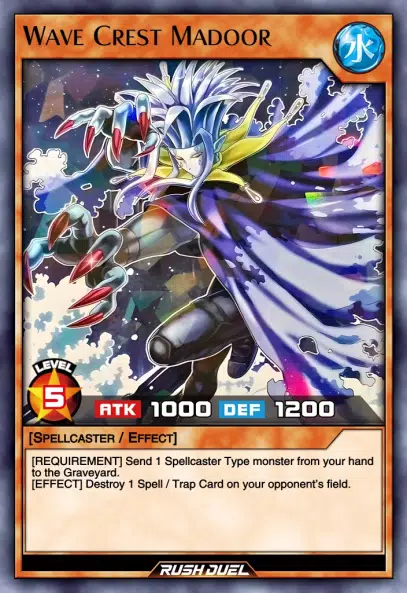 Wave Crest Madoor
水
LEVEL
5
ATK 1000 DEF 1200
[Spellcaster / Effect]
[REQUIREMENT] Send 1 Spellcaster Type monster from your hand
to the Graveyard.
[EFFECT] Destroy 1 Spell / Trap Card on your opponent's field.
RUSH DUEL